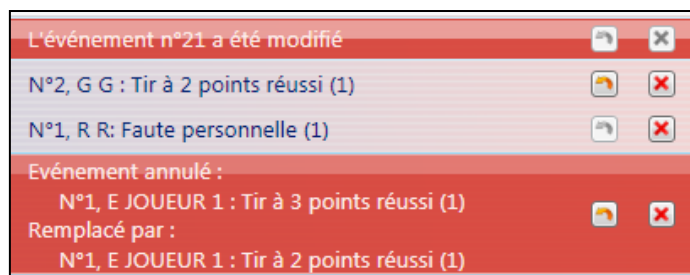 L'événement n°21 a été modifié
N°2, G G : Tir à 2 points réussi (1)
N°1, R R: Faute personnelle (1)
Evénement annulé :
N°1, E JOUEUR 1 : Tir à 3 points réussi (1)
Remplacé par :
N°1, E JOUEUR 1 : Tir à 2 points réussi (1)